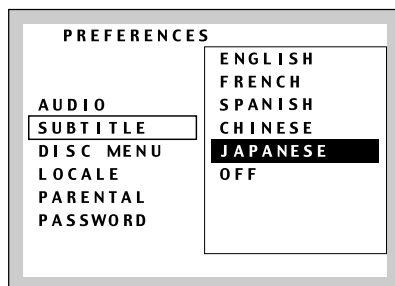 PREFERENCES
AUDIO
SUBTITLE
DISC MENU
LOCALE
PARENTAL
PASSWORD
ENGLISH
FRENCH
SPANISH
CHINESE
JAPANESE
OFF